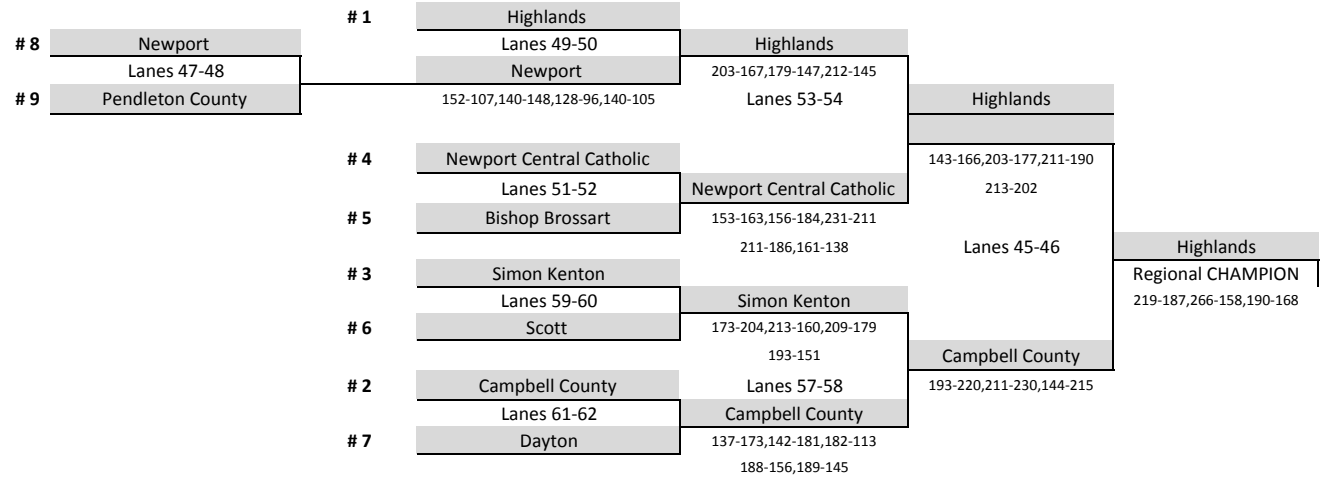 # 1 Highlands
# 8 Newport Lanes 49-50 Highlands
Lanes 47-48 Newport 203-167,179-147,212-145
# 9 Pendleton County 152-107,140-148,128-96,140-105 Lanes 53-54 Highlands
# 4 Newport Central Catholic 143-166,203-177,211-190
Lanes 51-52 Newport Central Catholic 213-202
# 5 Bishop Brossart 153-163,156-184,231-211
211-186,161-138 Lanes 45-46 Highlands
# 3 Simon Kenton Regional CHAMPION
Lanes 59-60 Simon Kenton 219-187,266-158,190-168
# 6 Scott 173-204,213-160,209-179
193-151 Campbell County
# 2 Campbell County Lanes 57-58 193-220,211-230,144-215
Lanes 61-62 Campbell County
# 7 Dayton 137-173,142-181,182-113
188-156,189-145